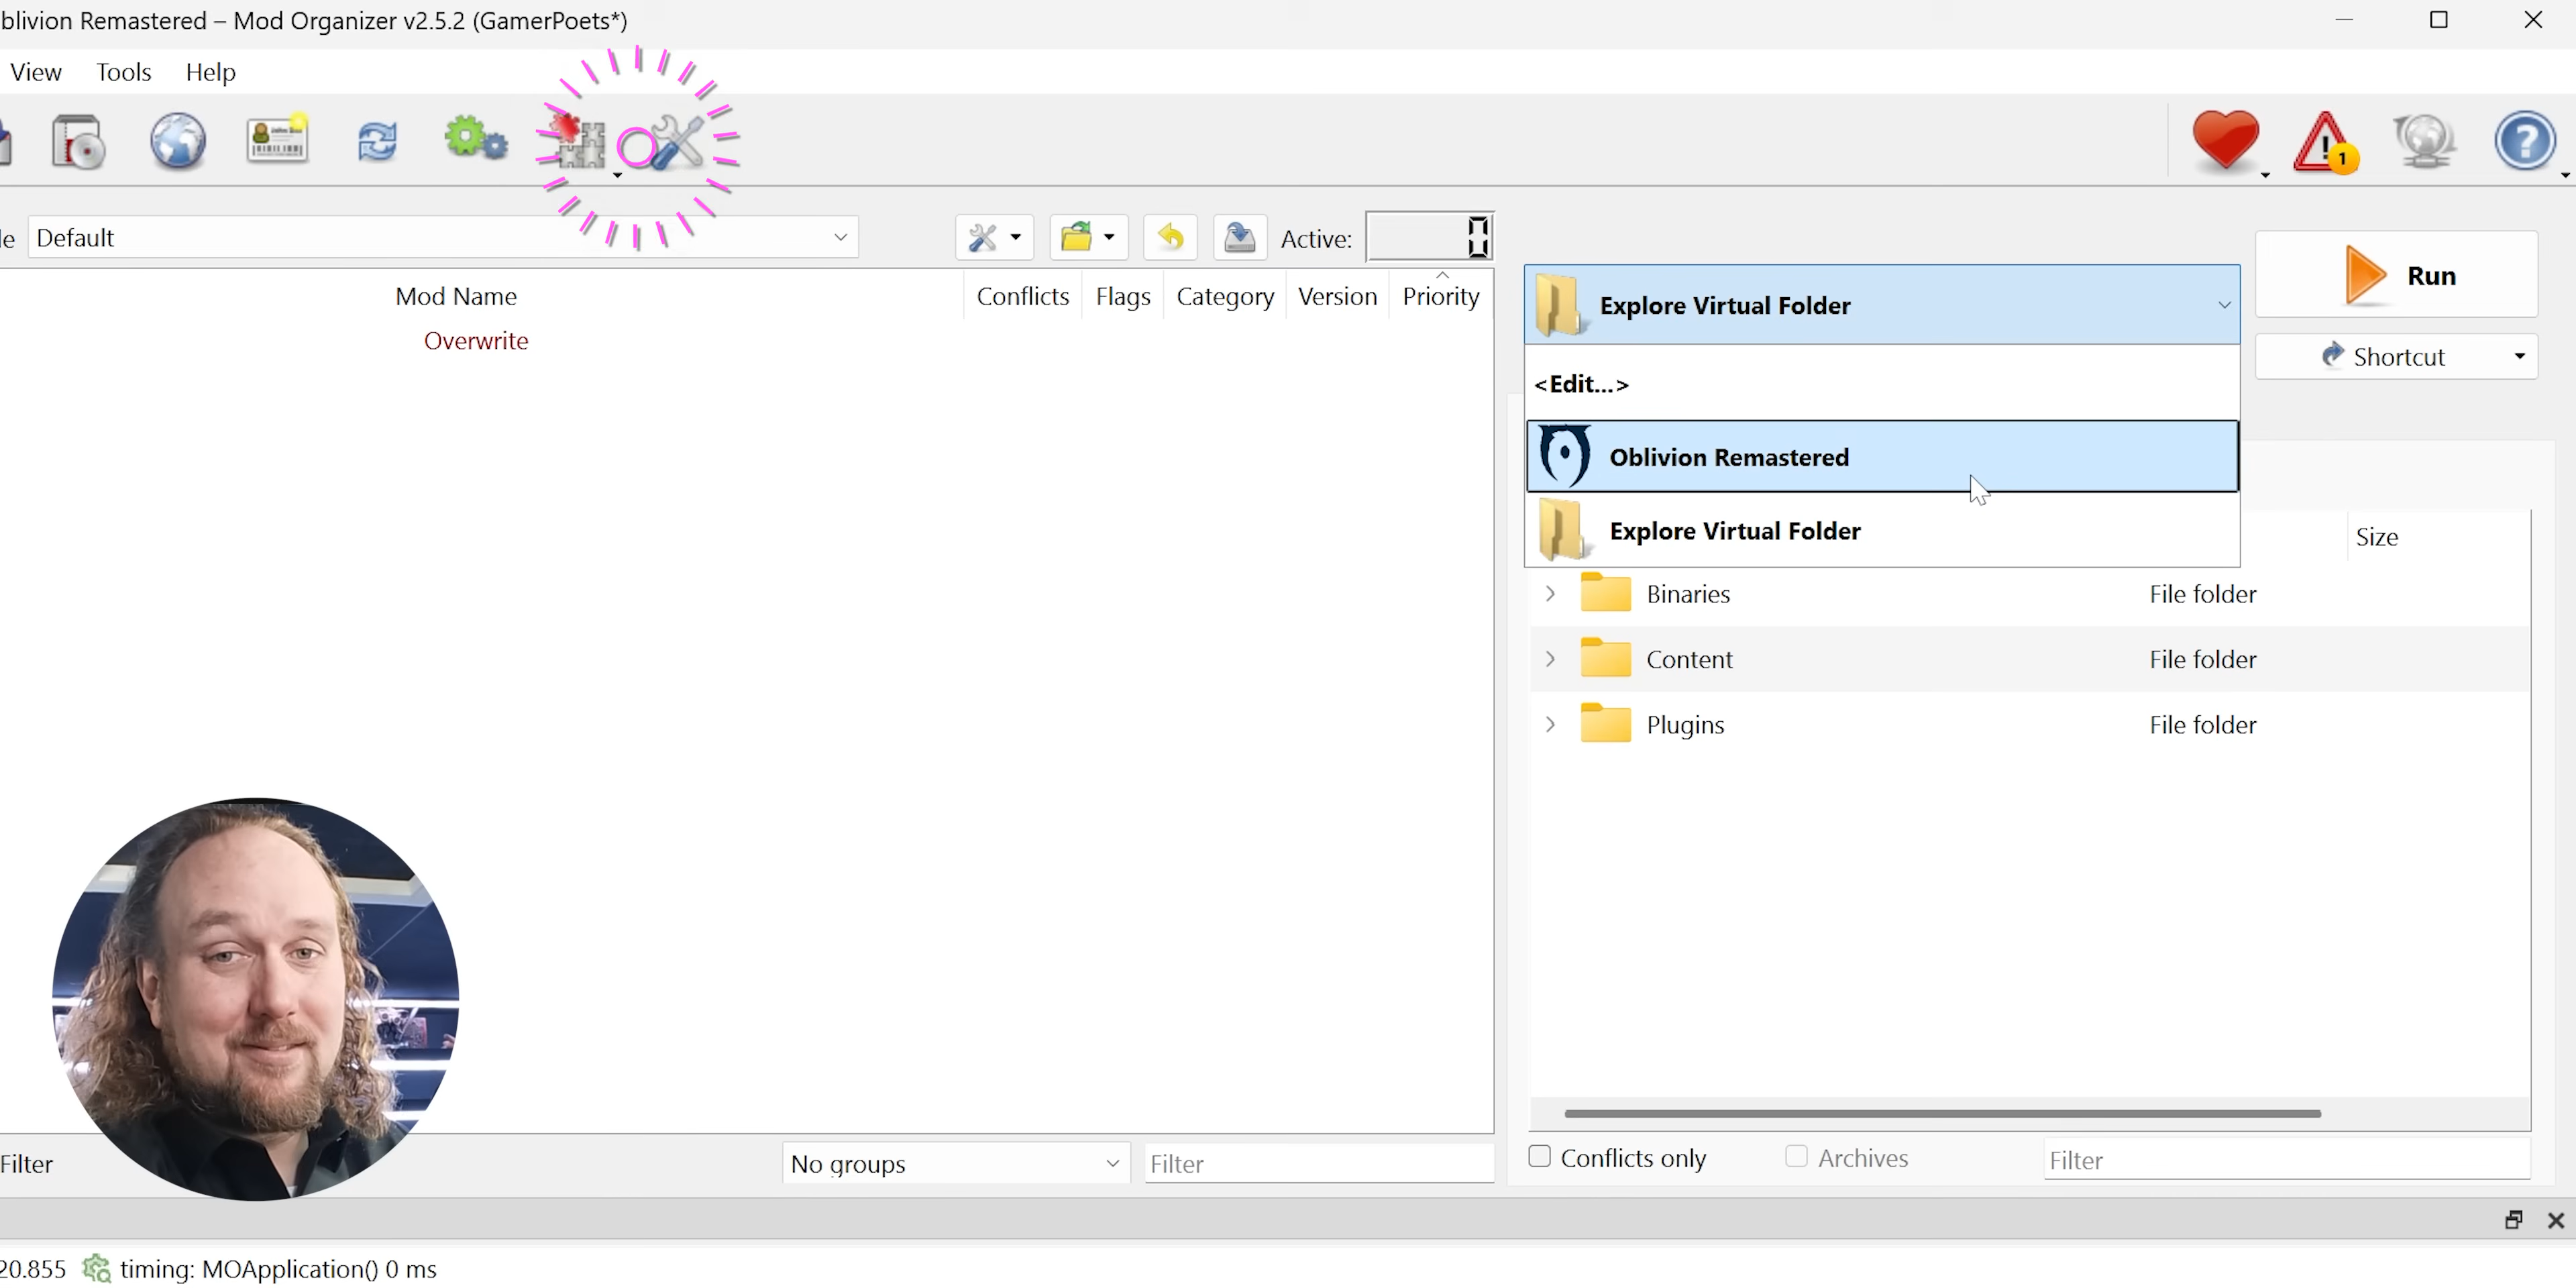 blivion Remastered – Mod Organizer v2.5.2 (GamerPoets*)
View Tools Help
1
le Default Active: 0
Run
Mod Name Conflicts Flags Category Version Priority
Explore Virtual Folder
Overwrite
Shortcut
<Edit...>
Oblivion Remastered
Explore Virtual Folder
Size
Binaries File folder
Content File folder
Plugins File folder
Filter No groups Filter
Conflicts only Archives Filter
20.855 timing: MOApplication() 0 ms